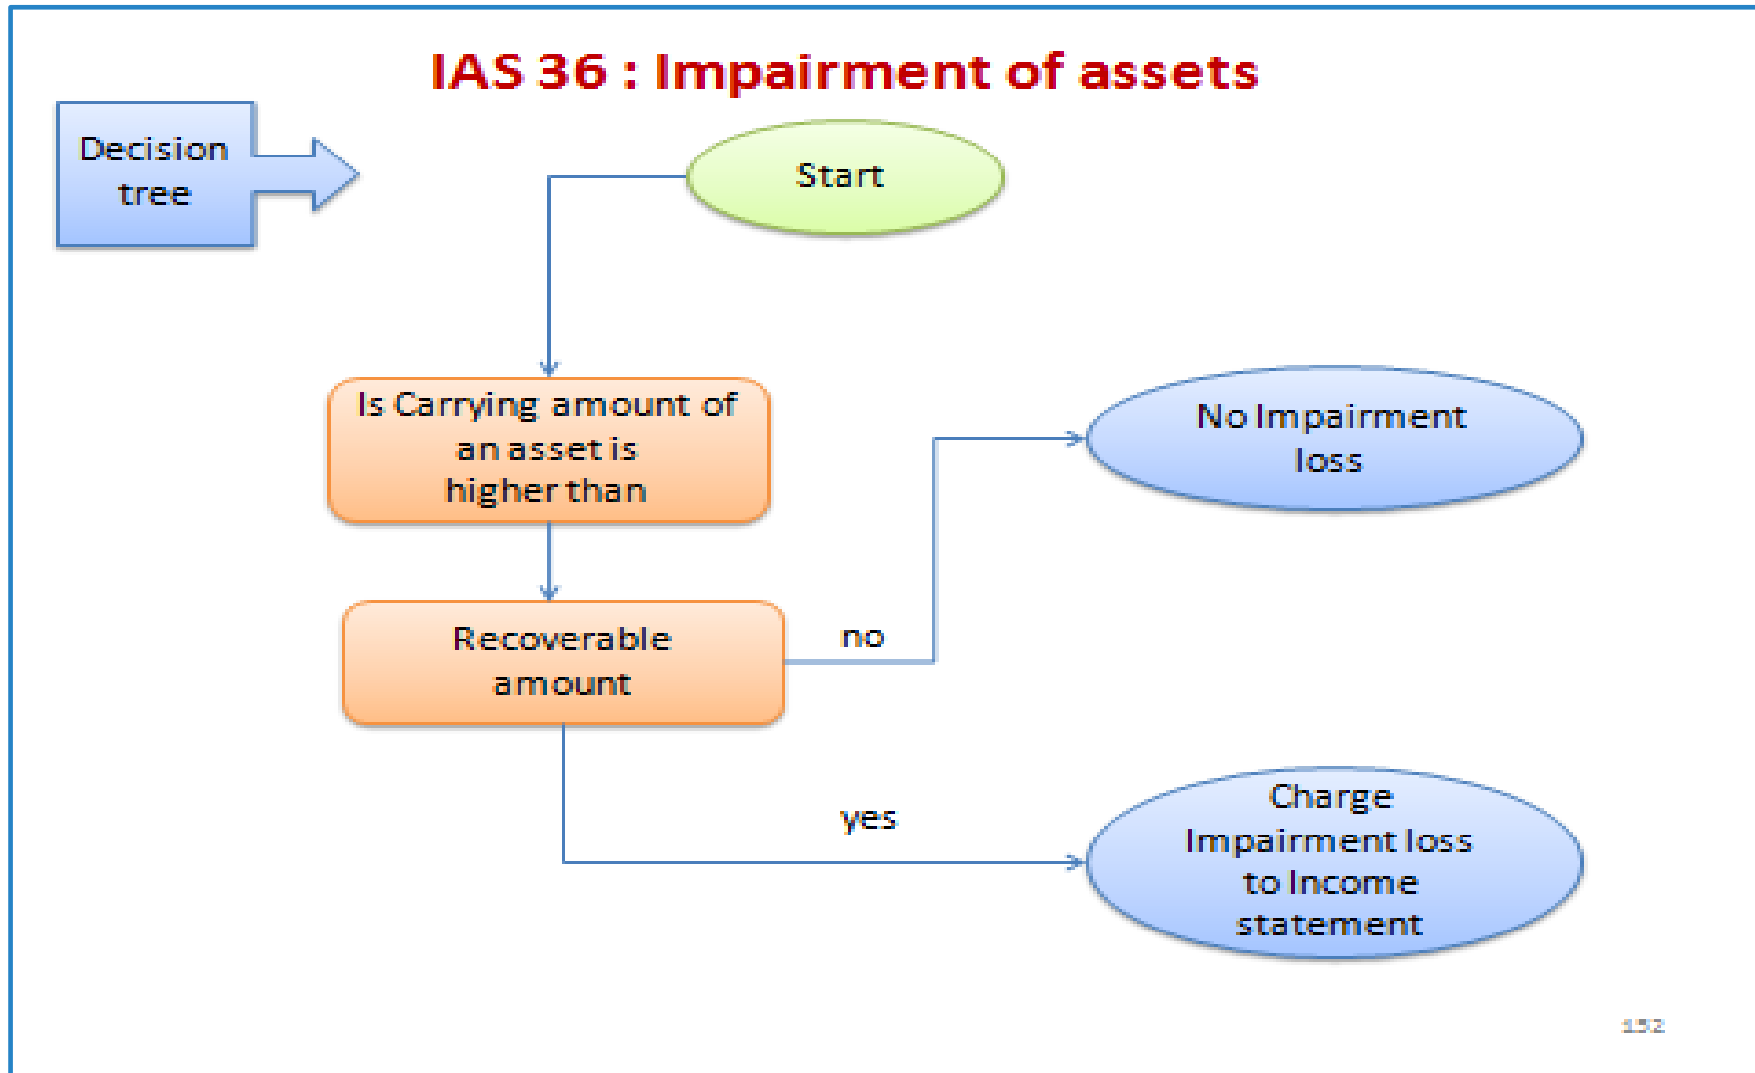 IAS 36 : Impairment of assets
Decision
tree
Start
Is Carrying amount of
an asset is
higher than
No Impairment
loss
Recoverable
amount
no
yes
Charge
Impairment loss
to Income
statement
152